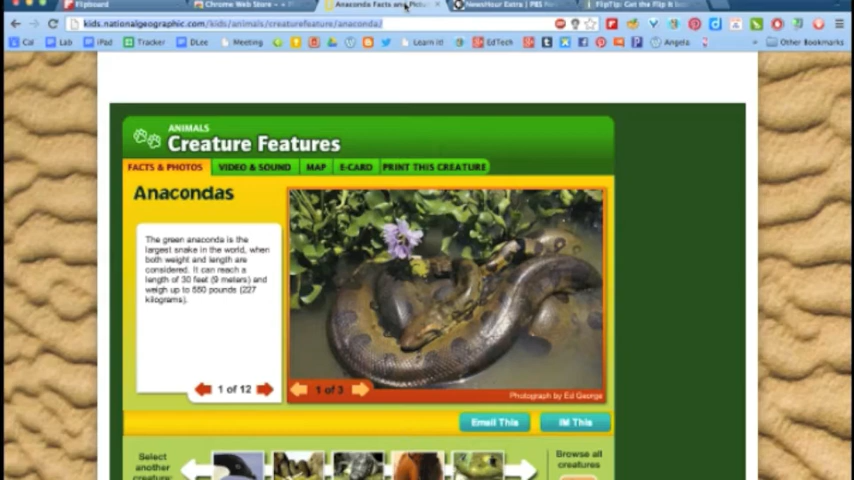 Flipboard
Chrome Web Store -
Anaconda Facts and Pictu
NewsHour Extra | PBS New
FlipTip: Get the Flip it
kids.nationalgeographic.com/kids/animals/creaturefeature/anaconda/
Cal
Lab
iPad
Tracker
DLee
Meeting
Learn it!
EdTech
Angela
Other Bookmarks
ANIMALS
Creature Features
FACTS & PHOTOS
VIDEO & SOUND
MAP
E-CARD
PRINT THIS CREATURE
Anacondas
The green anaconda is the
largest snake in the world, when
both weight and length are
considered. It can reach a
length of 30 feet (9 meters) and
weigh up to 550 pounds (227
kilograms).
1 of 12
1 of 3
Photograph by Ed George
Email This
IM This
Select
another
creature:
Browse all
creatures